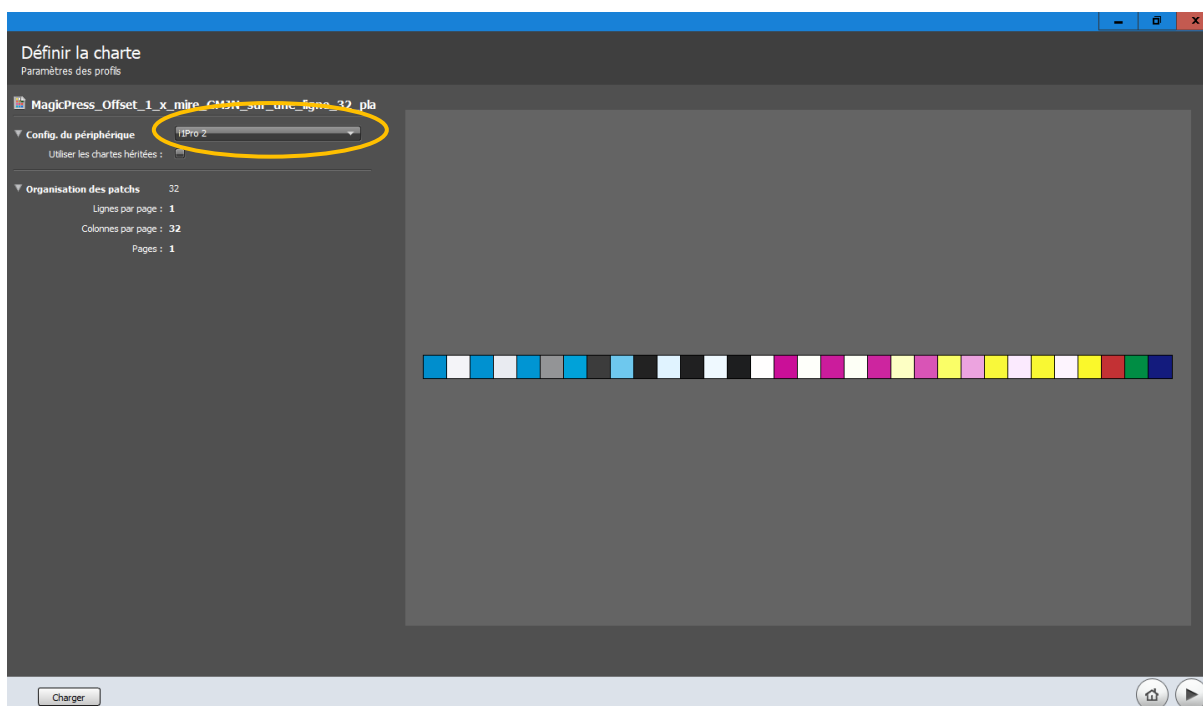 Définir la charte
Paramètres des profils
MagicPress_Offset_1_x_mire_CMJN_sur_une_ligne_32_pla
Config. du périphérique i1Pro 2
Utiliser les chartes héritées :
Organisation des patchs 32
Lignes par page : 1
Colonnes par page : 32
Pages : 1
Charger